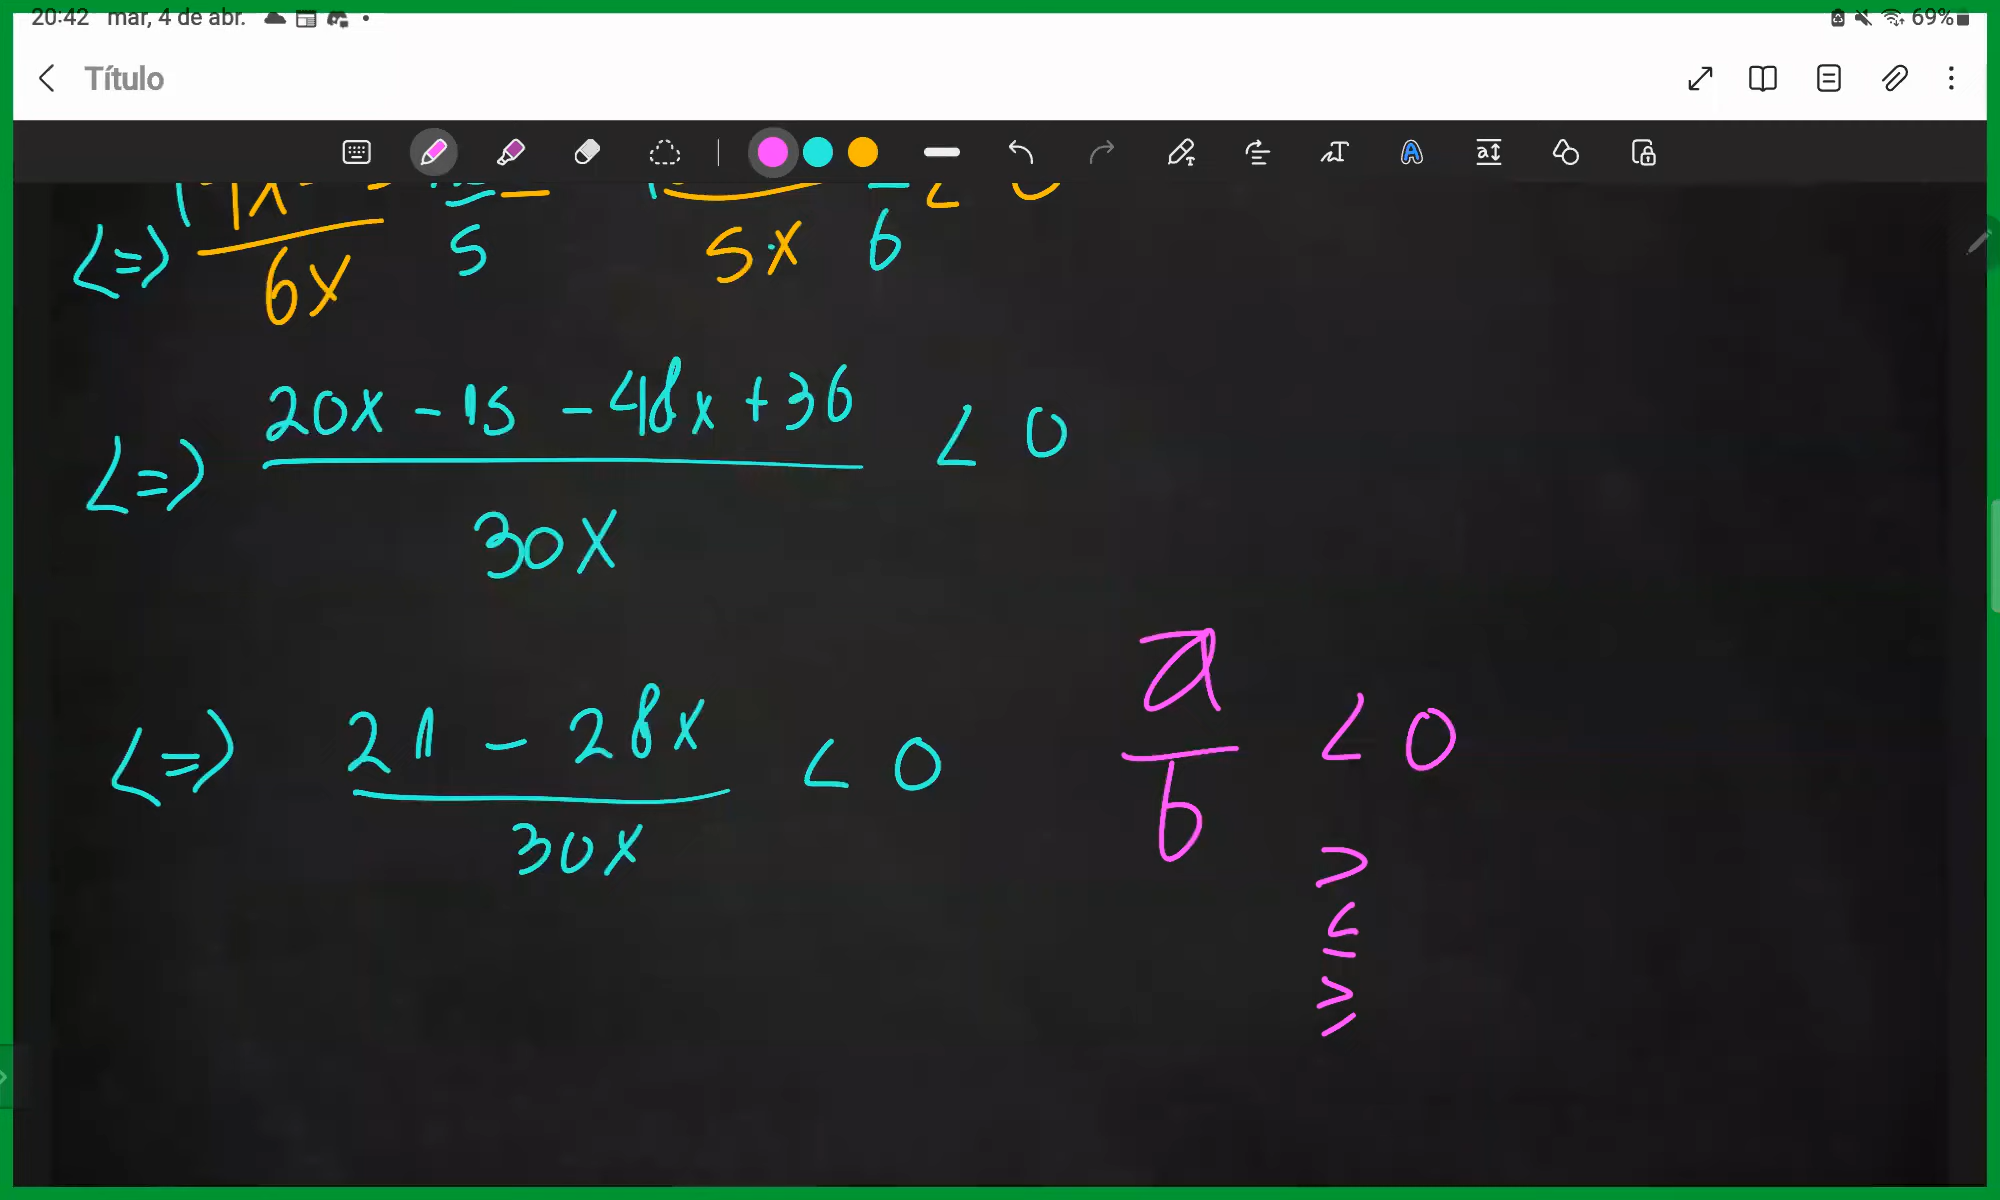 20:42 mar, 4 de abr. 69%
Título
6x 5 5x 6 < 0
<=> 20x - 15 - 48x + 36 / 30x < 0
<=> 21 - 28x / 30x < 0
a / b < 0
>
≤
≥